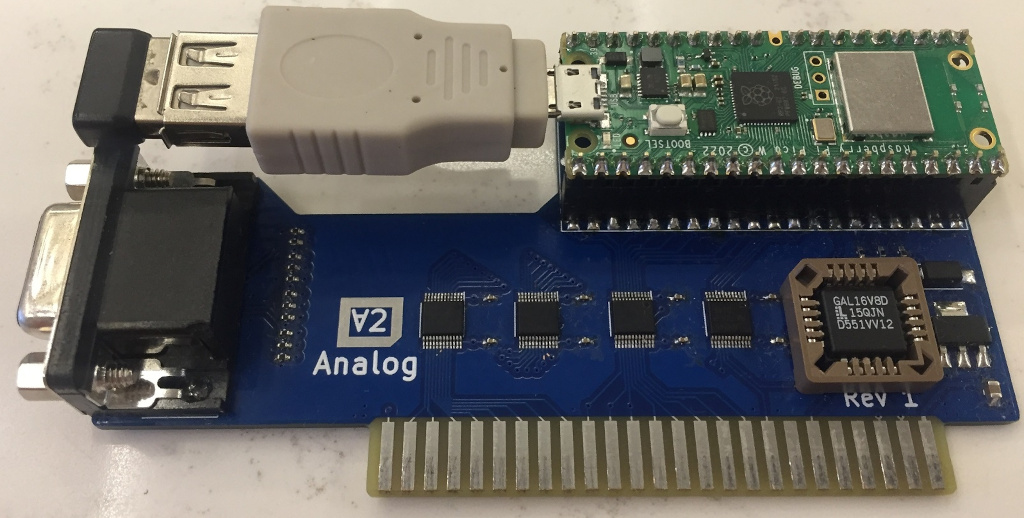 DEBUG
BOOTSEL
Raspberry Pi Pico W ©2022
A2
Analog
GAL16V8D
15QJN
D551VV12
Rev 1